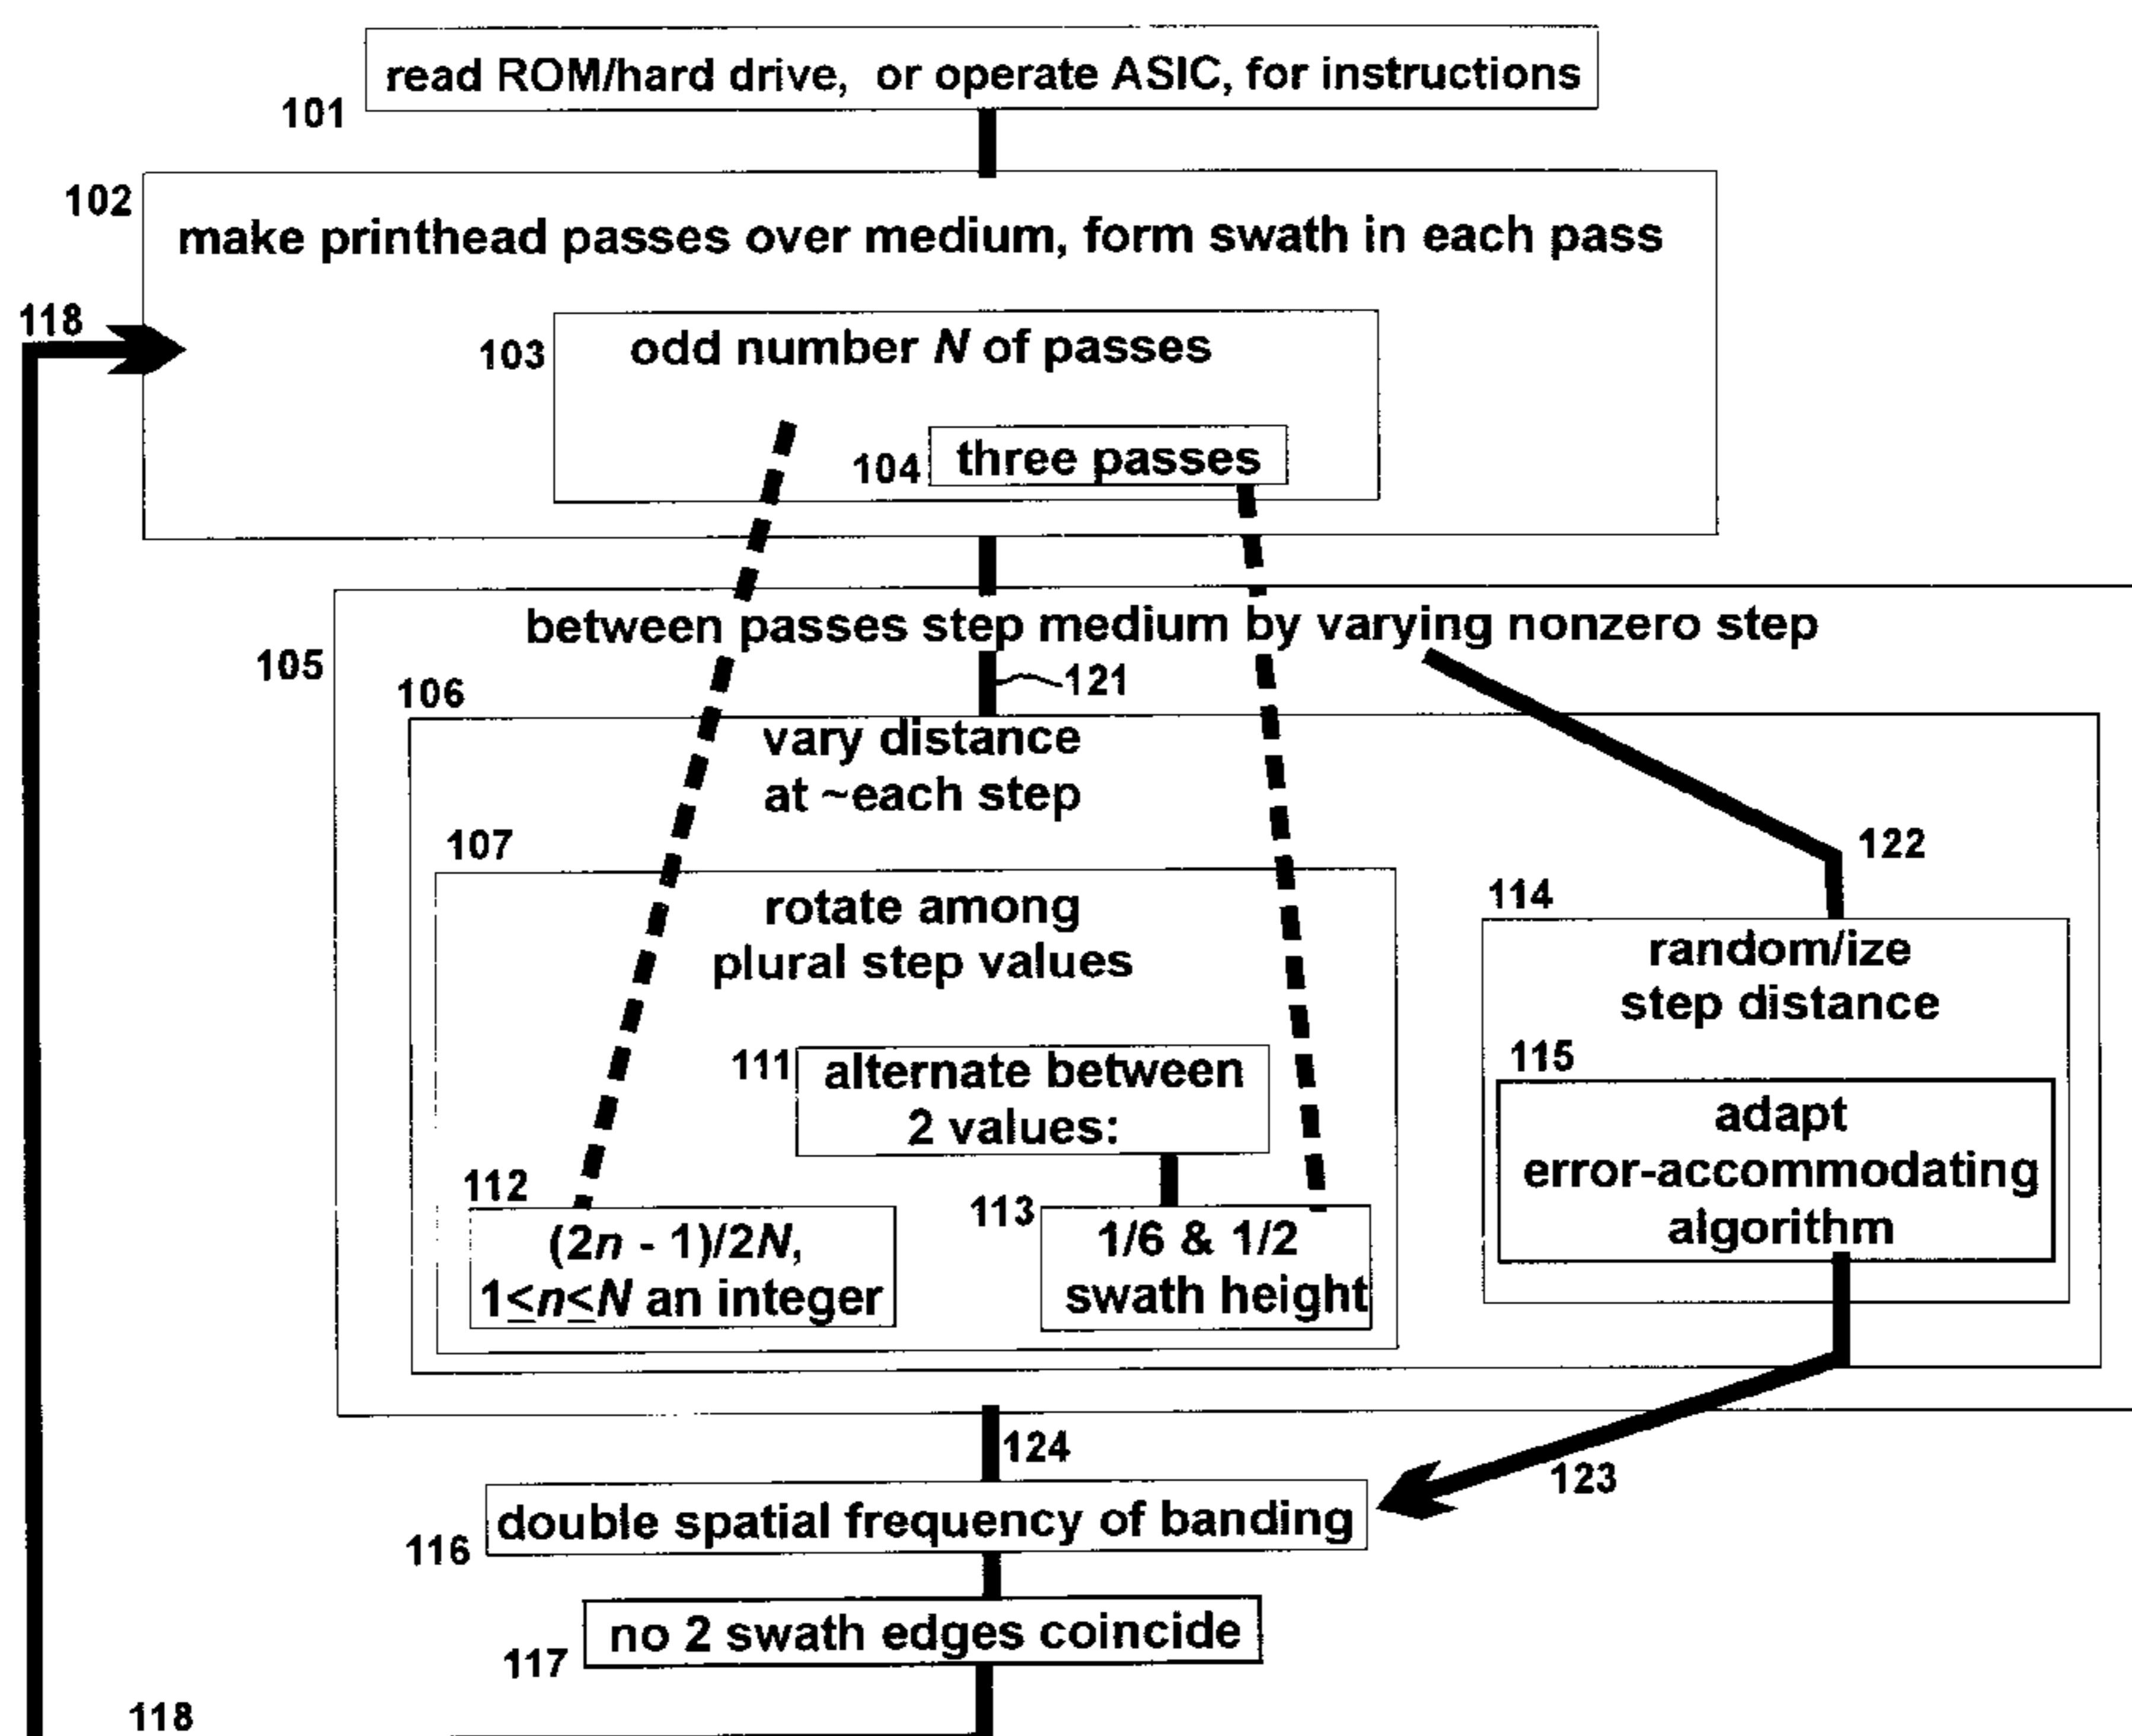 read ROM/hard drive, or operate ASIC, for instructions
101
102
make printhead passes over medium, form swath in each pass
118
103
odd number N of passes
104
three passes
between passes step medium by varying nonzero step
105
121
106
vary distance
at ~each step
107
122
rotate among
plural step values
114
random/ize
step distance
111
alternate between
2 values:
115
adapt
error-accommodating
algorithm
112
(2n - 1)/2N,
1≤n≤N an integer
113
1/6 & 1/2
swath height
124
123
double spatial frequency of banding
116
no 2 swath edges coincide
117
118